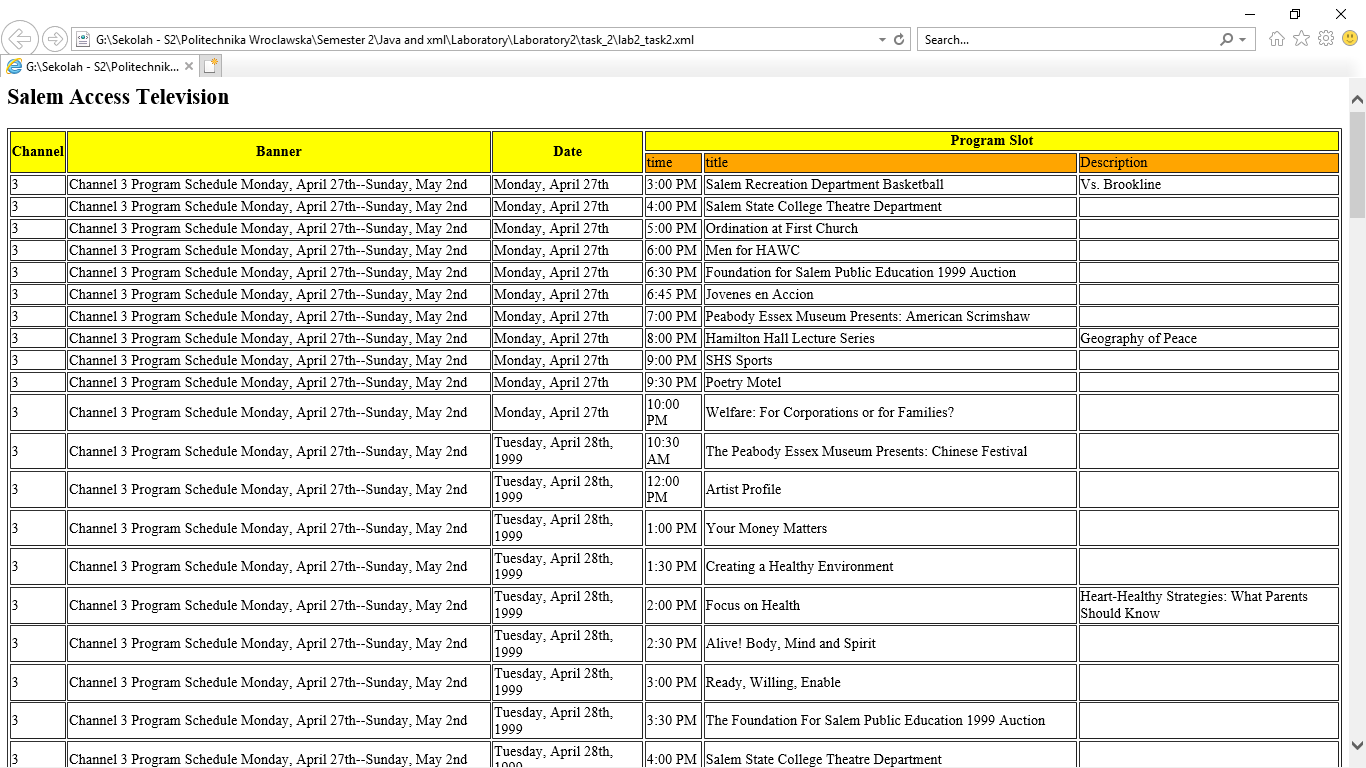 G:\Sekolah - S2\Politechnika Wroclawska\Semester 2\Java and xml\Laboratory\Laboratory2\task_2\lab2_task2.xml
Search...
G:\Sekolah - S2\Politechnik...
Salem Access Television
Channel Banner Date Program Slot
time title Description
3 Channel 3 Program Schedule Monday, April 27th--Sunday, May 2nd Monday, April 27th 3:00 PM Salem Recreation Department Basketball Vs. Brookline
3 Channel 3 Program Schedule Monday, April 27th--Sunday, May 2nd Monday, April 27th 4:00 PM Salem State College Theatre Department
3 Channel 3 Program Schedule Monday, April 27th--Sunday, May 2nd Monday, April 27th 5:00 PM Ordination at First Church
3 Channel 3 Program Schedule Monday, April 27th--Sunday, May 2nd Monday, April 27th 6:00 PM Men for HAWC
3 Channel 3 Program Schedule Monday, April 27th--Sunday, May 2nd Monday, April 27th 6:30 PM Foundation for Salem Public Education 1999 Auction
3 Channel 3 Program Schedule Monday, April 27th--Sunday, May 2nd Monday, April 27th 6:45 PM Jovenes en Accion
3 Channel 3 Program Schedule Monday, April 27th--Sunday, May 2nd Monday, April 27th 7:00 PM Peabody Essex Museum Presents: American Scrimshaw
3 Channel 3 Program Schedule Monday, April 27th--Sunday, May 2nd Monday, April 27th 8:00 PM Hamilton Hall Lecture Series Geography of Peace
3 Channel 3 Program Schedule Monday, April 27th--Sunday, May 2nd Monday, April 27th 9:00 PM SHS Sports
3 Channel 3 Program Schedule Monday, April 27th--Sunday, May 2nd Monday, April 27th 9:30 PM Poetry Motel
3 Channel 3 Program Schedule Monday, April 27th--Sunday, May 2nd Monday, April 27th 10:00 PM Welfare: For Corporations or for Families?
3 Channel 3 Program Schedule Monday, April 27th--Sunday, May 2nd Tuesday, April 28th, 1999 10:30 AM The Peabody Essex Museum Presents: Chinese Festival
3 Channel 3 Program Schedule Monday, April 27th--Sunday, May 2nd Tuesday, April 28th, 1999 12:00 PM Artist Profile
3 Channel 3 Program Schedule Monday, April 27th--Sunday, May 2nd Tuesday, April 28th, 1999 1:00 PM Your Money Matters
3 Channel 3 Program Schedule Monday, April 27th--Sunday, May 2nd Tuesday, April 28th, 1999 1:30 PM Creating a Healthy Environment
3 Channel 3 Program Schedule Monday, April 27th--Sunday, May 2nd Tuesday, April 28th, 1999 2:00 PM Focus on Health Heart-Healthy Strategies: What Parents Should Know
3 Channel 3 Program Schedule Monday, April 27th--Sunday, May 2nd Tuesday, April 28th, 1999 2:30 PM Alive! Body, Mind and Spirit
3 Channel 3 Program Schedule Monday, April 27th--Sunday, May 2nd Tuesday, April 28th, 1999 3:00 PM Ready, Willing, Enable
3 Channel 3 Program Schedule Monday, April 27th--Sunday, May 2nd Tuesday, April 28th, 1999 3:30 PM The Foundation For Salem Public Education 1999 Auction
3 Channel 3 Program Schedule Monday, April 27th--Sunday, May 2nd Tuesday, April 28th, 1999 4:00 PM Salem State College Theatre Department